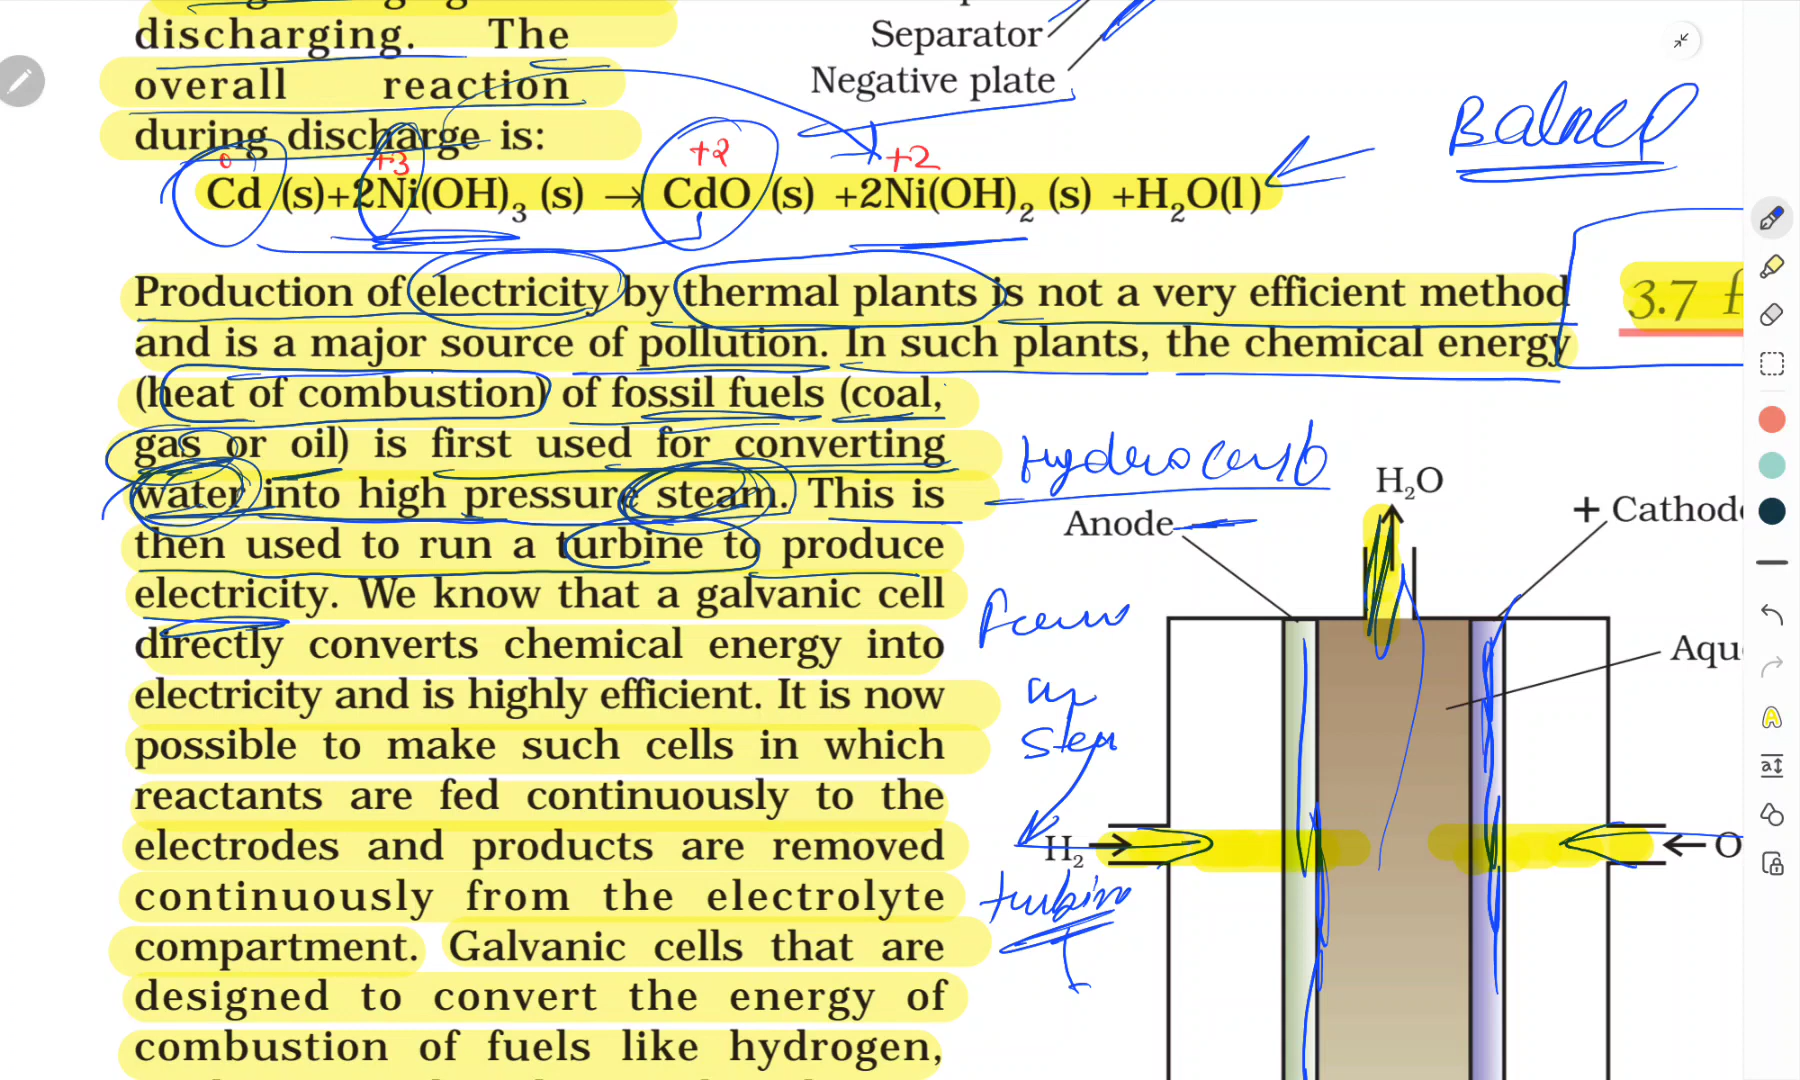 discharging. The
overall reaction
during discharge is:
Separator
Negative plate
Balnep
0 +3 +2 +2
Cd (s)+2Ni(OH)₃ (s) → CdO (s) +2Ni(OH)₂ (s) +H₂O(l)
Production of electricity by thermal plants is not a very efficient method
and is a major source of pollution. In such plants, the chemical energy
(heat of combustion) of fossil fuels (coal,
gas or oil) is first used for converting
water into high pressure steam. This is
then used to run a turbine to produce
electricity. We know that a galvanic cell
directly converts chemical energy into
electricity and is highly efficient. It is now
possible to make such cells in which
reactants are fed continuously to the
electrodes and products are removed
continuously from the electrolyte
compartment. Galvanic cells that are
designed to convert the energy of
combustion of fuels like hydrogen,
3.7 f
Hydrocarb
H₂O
Anode
+ Cathod
Aqu
H₂
O
turbin